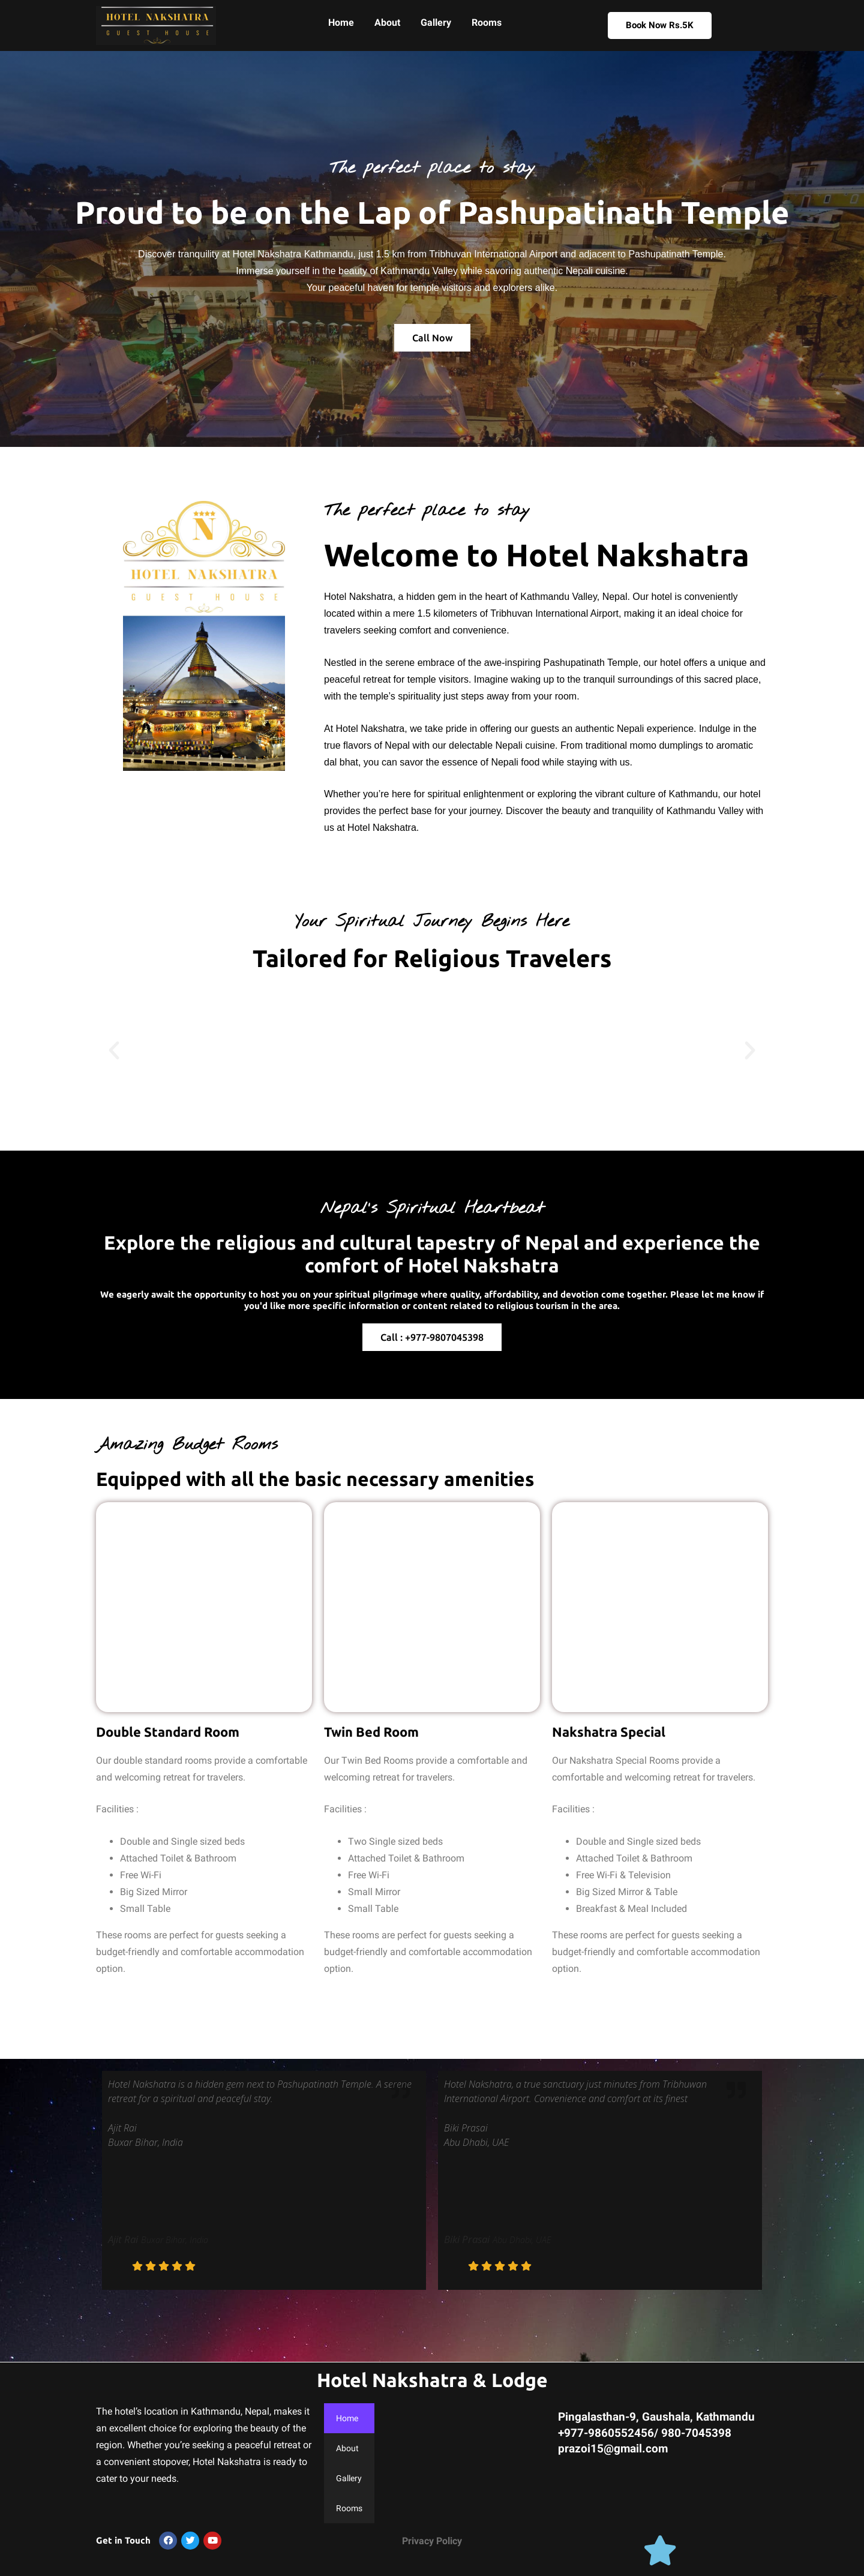 HOTEL NAKSHATRA
GUEST HOUSE
Home
About
Gallery
Rooms
Book Now Rs.5K
The perfect place to stay
Proud to be on the Lap of Pashupatinath Temple
Discover tranquility at Hotel Nakshatra Kathmandu, just 1.5 km from Tribhuvan International Airport and adjacent to Pashupatinath Temple.
Immerse yourself in the beauty of Kathmandu Valley while savoring authentic Nepali cuisine.
Your peaceful haven for temple visitors and explorers alike.
Call Now
N
HOTEL NAKSHATRA
GUEST HOUSE
The perfect place to stay
Welcome to Hotel Nakshatra
Hotel Nakshatra, a hidden gem in the heart of Kathmandu Valley, Nepal. Our hotel is conveniently
located within a mere 1.5 kilometers of Tribhuvan International Airport, making it an ideal choice for
travelers seeking comfort and convenience.
Nestled in the serene embrace of the awe-inspiring Pashupatinath Temple, our hotel offers a unique and
peaceful retreat for temple visitors. Imagine waking up to the tranquil surroundings of this sacred place,
with the temple's spirituality just steps away from your room.
At Hotel Nakshatra, we take pride in offering our guests an authentic Nepali experience. Indulge in the
true flavors of Nepal with our delectable Nepali cuisine. From traditional momo dumplings to aromatic
dal bhat, you can savor the essence of Nepali food while staying with us.
Whether you're here for spiritual enlightenment or exploring the vibrant culture of Kathmandu, our hotel
provides the perfect base for your journey. Discover the beauty and tranquility of Kathmandu Valley with
us at Hotel Nakshatra.
Your Spiritual Journey Begins Here
Tailored for Religious Travelers
Nepal's Spiritual Heartbeat
Explore the religious and cultural tapestry of Nepal and experience the
comfort of Hotel Nakshatra
We eagerly await the opportunity to host you on your spiritual pilgrimage where quality, affordability, and devotion come together. Please let me know if
you'd like more specific information or content related to religious tourism in the area.
Call : +977-9807045398
Amazing Budget Rooms
Equipped with all the basic necessary amenities
Double Standard Room
Our double standard rooms provide a comfortable
and welcoming retreat for travelers.
Facilities :
• Double and Single sized beds
• Attached Toilet & Bathroom
• Free Wi-Fi
• Big Sized Mirror
• Small Table
These rooms are perfect for guests seeking a
budget-friendly and comfortable accommodation
option.
Twin Bed Room
Our Twin Bed Rooms provide a comfortable and
welcoming retreat for travelers.
Facilities :
• Two Single sized beds
• Attached Toilet & Bathroom
• Free Wi-Fi
• Small Mirror
• Small Table
These rooms are perfect for guests seeking a
budget-friendly and comfortable accommodation
option.
Nakshatra Special
Our Nakshatra Special Rooms provide a
comfortable and welcoming retreat for travelers.
Facilities :
• Double and Single sized beds
• Attached Toilet & Bathroom
• Free Wi-Fi & Television
• Big Sized Mirror & Table
• Breakfast & Meal Included
These rooms are perfect for guests seeking a
budget-friendly and comfortable accommodation
option.
Hotel Nakshatra is a hidden gem next to Pashupatinath Temple. A serene
retreat for a spiritual and peaceful stay.
Ajit Rai
Buxar Bihar, India
Hotel Nakshatra, a true sanctuary just minutes from Tribhuwan
International Airport. Convenience and comfort at its finest
Biki Prasai
Abu Dhabi, UAE
Hotel Nakshatra & Lodge
The hotel's location in Kathmandu, Nepal, makes it
an excellent choice for exploring the beauty of the
region. Whether you're seeking a peaceful retreat or
a convenient stopover, Hotel Nakshatra is ready to
cater to your needs.
Home
About
Gallery
Rooms
Pingalasthan-9, Gaushala, Kathmandu
+977-9860552456/ 980-7045398
prazoi15@gmail.com
Get in Touch
Privacy Policy